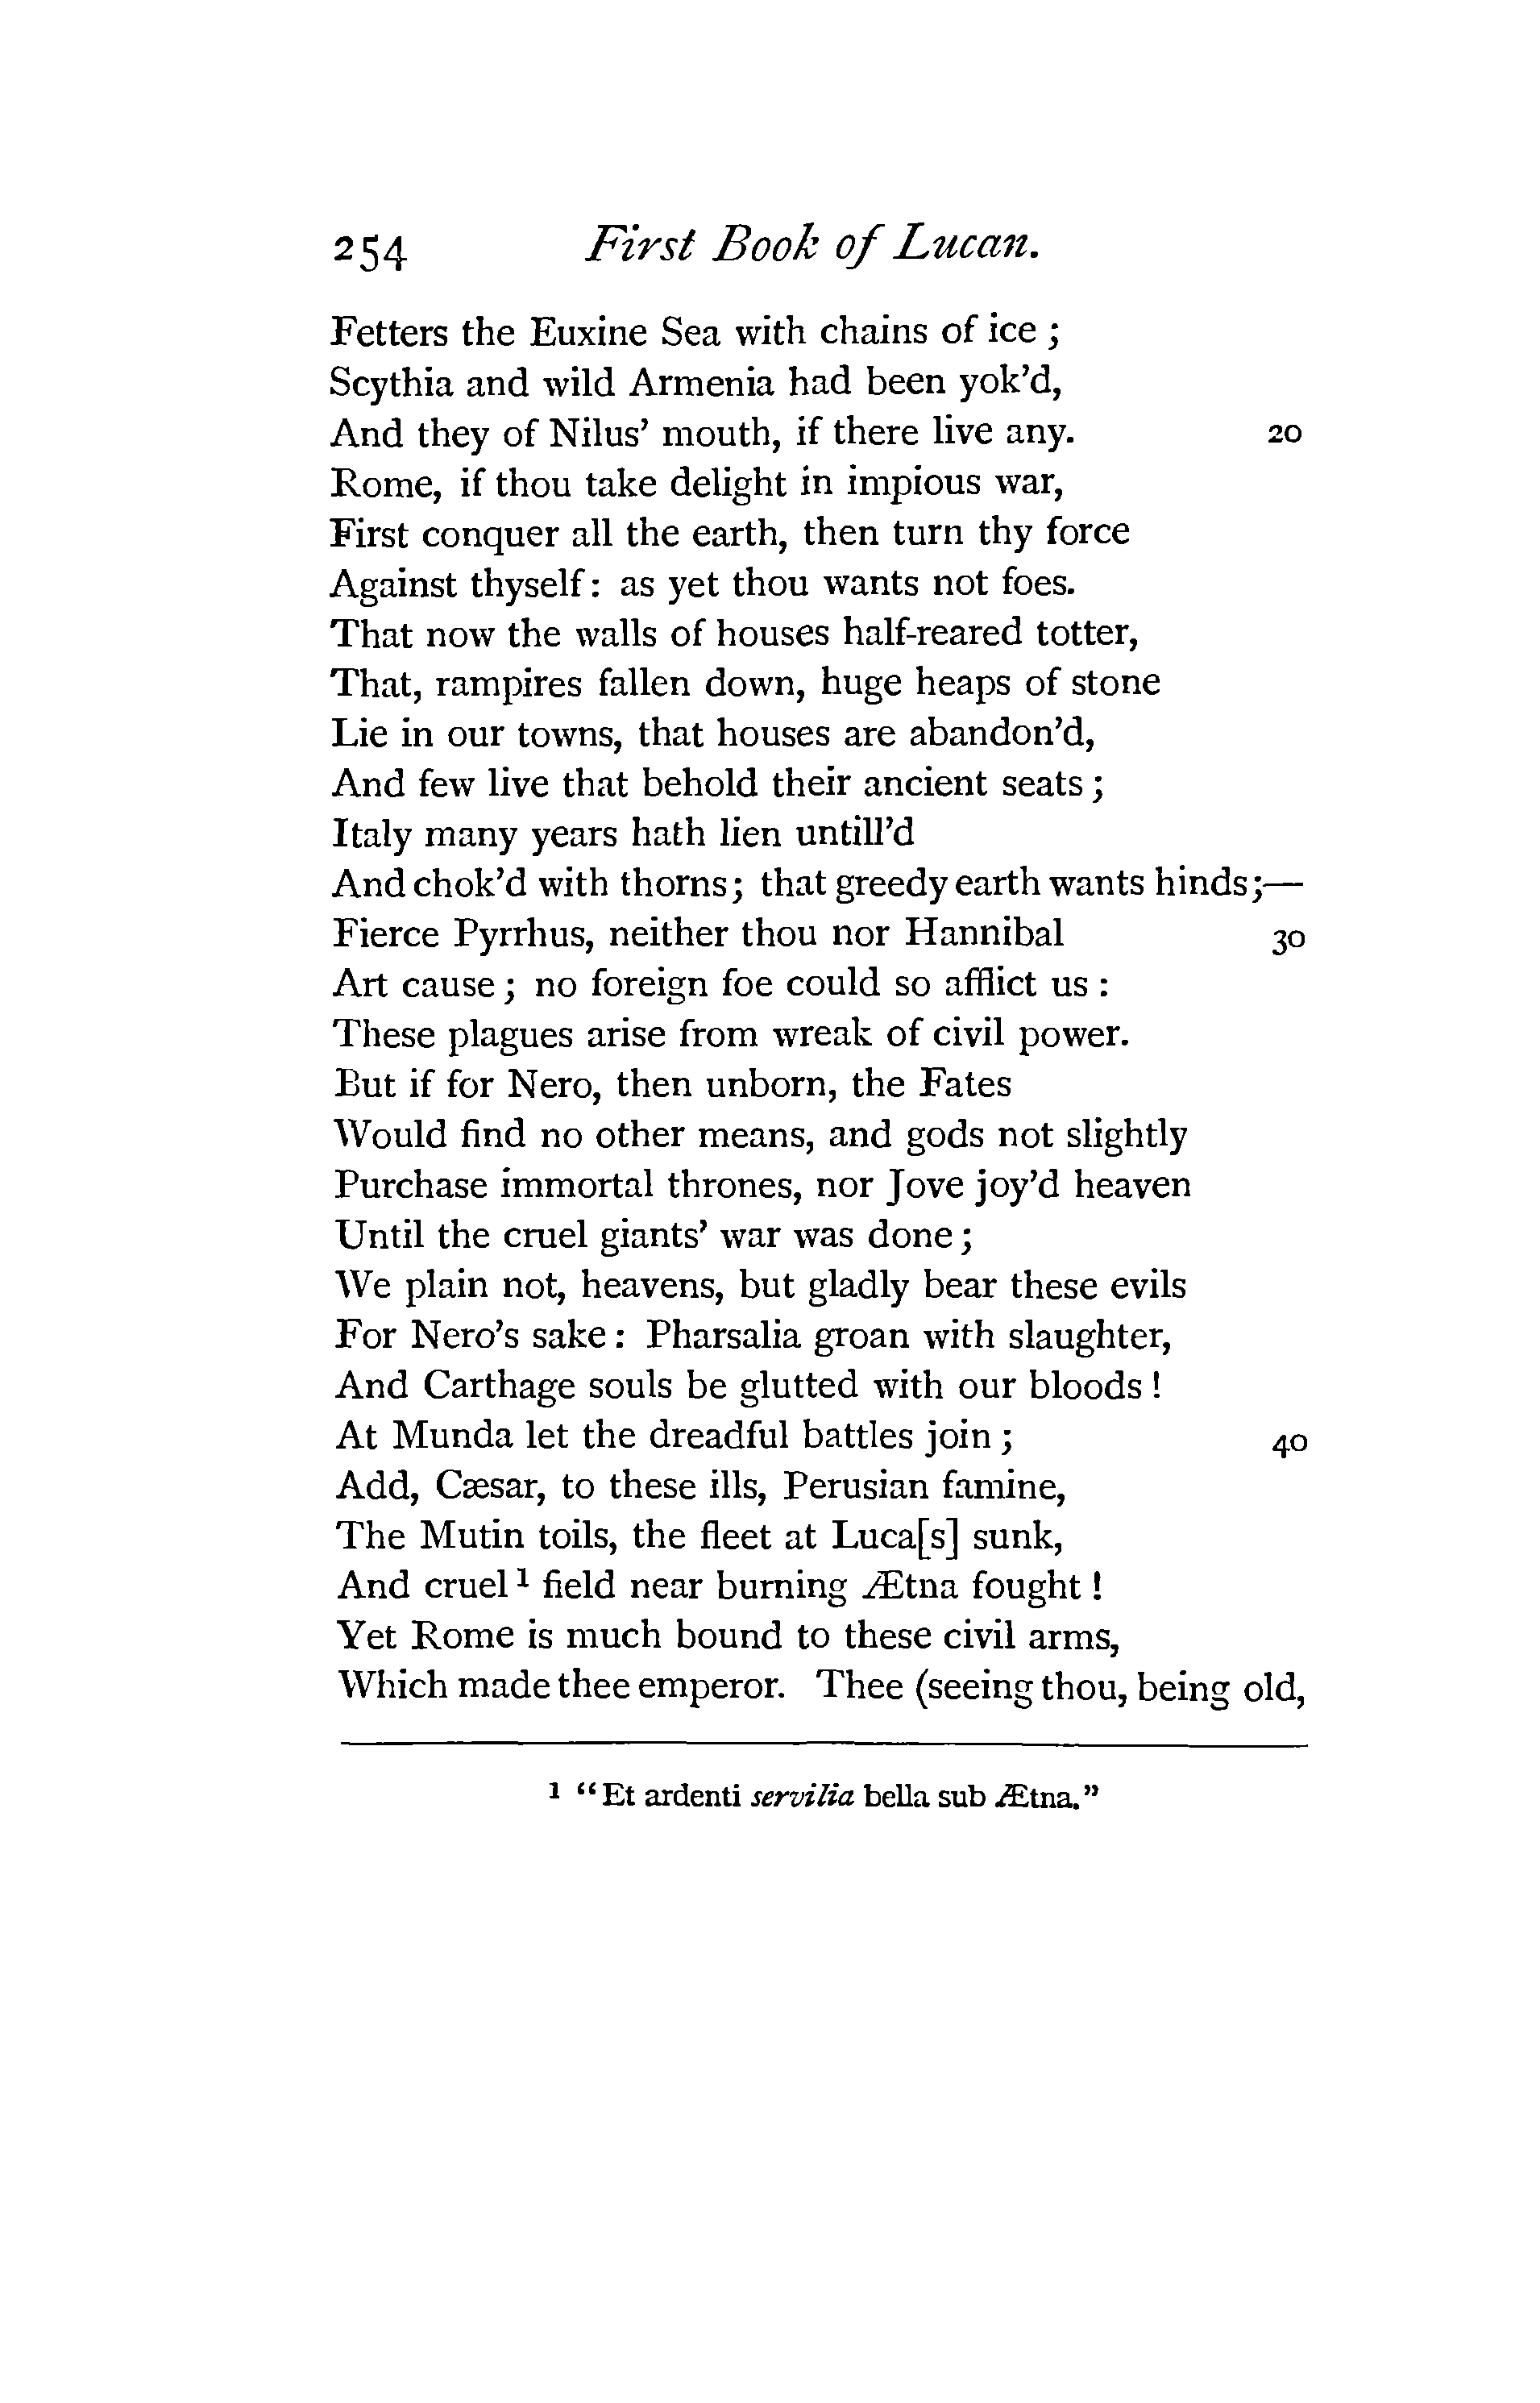 254 First Book of Lucan.
Fetters the Euxine Sea with chains of ice ;
Scythia and wild Armenia had been yok’d,
And they of Nilus’ mouth, if there live any. 20
Rome, if thou take delight in impious war,
First conquer all the earth, then turn thy force
Against thyself : as yet thou wants not foes.
That now the walls of houses half-reared totter,
That, rampires fallen down, huge heaps of stone
Lie in our towns, that houses are abandon’d,
And few live that behold their ancient seats ;
Italy many years hath lien untill’d
And chok’d with thorns ; that greedy earth wants hinds ;—
Fierce Pyrrhus, neither thou nor Hannibal 30
Art cause ; no foreign foe could so afflict us :
These plagues arise from wreak of civil power.
But if for Nero, then unborn, the Fates
Would find no other means, and gods not slightly
Purchase immortal thrones, nor Jove joy’d heaven
Until the cruel giants’ war was done ;
We plain not, heavens, but gladly bear these evils
For Nero’s sake : Pharsalia groan with slaughter,
And Carthage souls be glutted with our bloods !
At Munda let the dreadful battles join ; 40
Add, Cæsar, to these ills, Perusian famine,
The Mutin toils, the fleet at Luca[s] sunk,
And cruel ¹ field near burning Ætna fought !
Yet Rome is much bound to these civil arms,
Which made thee emperor. Thee (seeing thou, being old,
¹ “Et ardenti servilia bella sub Ætna.”